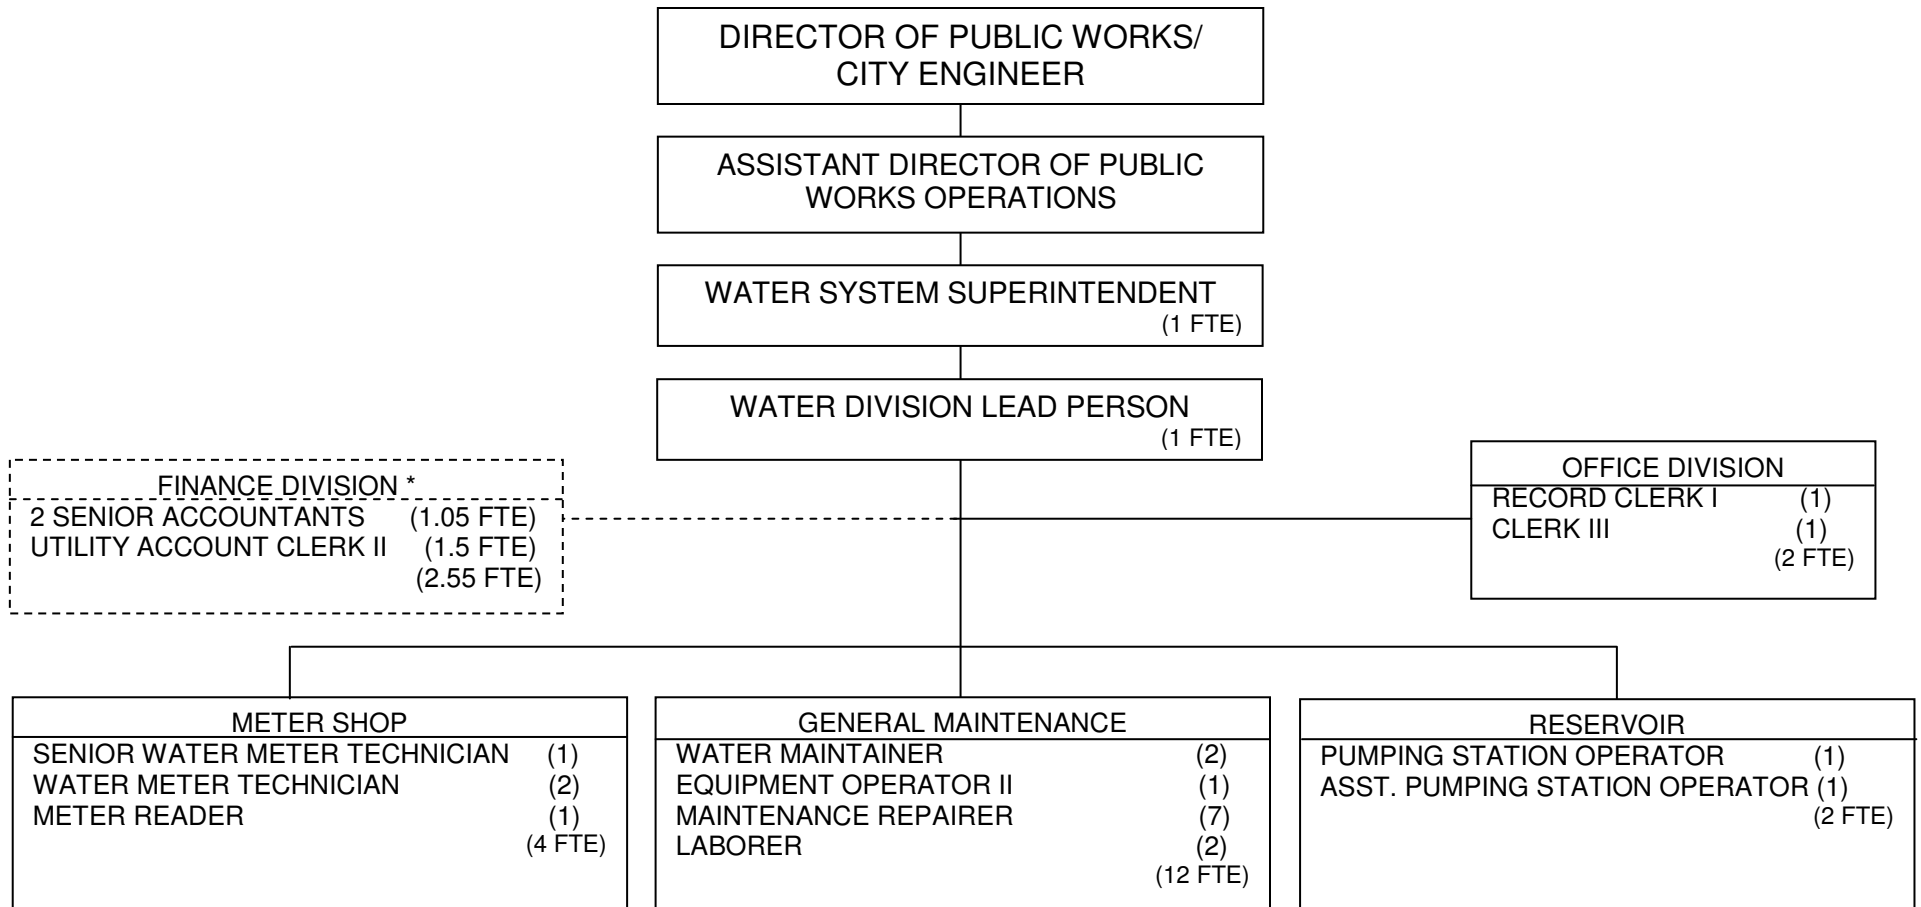 DIRECTOR OF PUBLIC WORKS/
CITY ENGINEER
ASSISTANT DIRECTOR OF PUBLIC
WORKS OPERATIONS
WATER SYSTEM SUPERINTENDENT
(1 FTE)
WATER DIVISION LEAD PERSON
(1 FTE)
FINANCE DIVISION *
2 SENIOR ACCOUNTANTS (1.05 FTE)
UTILITY ACCOUNT CLERK II (1.5 FTE)
(2.55 FTE)
OFFICE DIVISION
RECORD CLERK I (1)
CLERK III (1)
(2 FTE)
METER SHOP
SENIOR WATER METER TECHNICIAN (1)
WATER METER TECHNICIAN (2)
METER READER (1)
(4 FTE)
GENERAL MAINTENANCE
WATER MAINTAINER (2)
EQUIPMENT OPERATOR II (1)
MAINTENANCE REPAIRER (7)
LABORER (2)
(12 FTE)
RESERVOIR
PUMPING STATION OPERATOR (1)
ASST. PUMPING STATION OPERATOR (1)
(2 FTE)